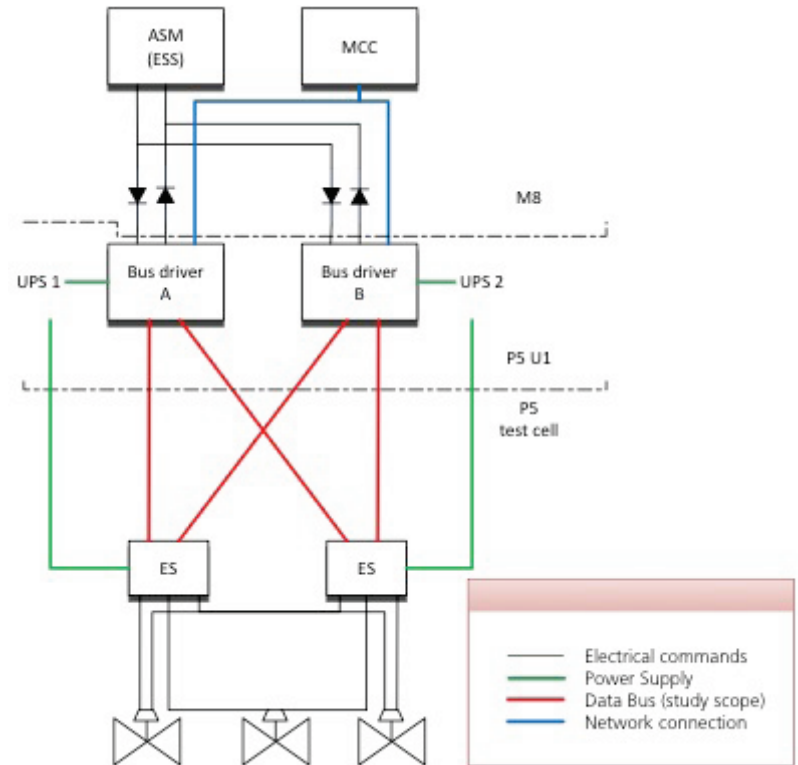 ASM
(ESS)
MCC
M8
Bus driver
A
Bus driver
B
UPS 1
UPS 2
P5 U1
P5
test cell
ES
ES
Electrical commands
Power Supply
Data Bus (study scope)
Network connection